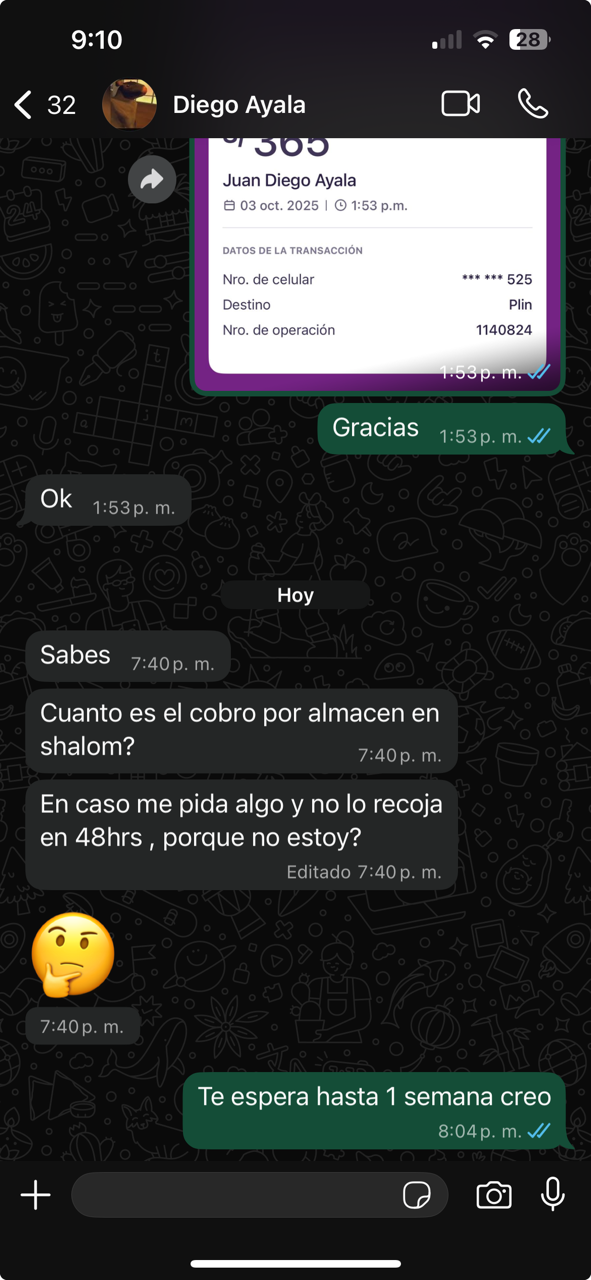 9:10
28
32
Diego Ayala
S/ 365
Juan Diego Ayala
03 oct. 2025 | 1:53 p.m.
DATOS DE LA TRANSACCIÓN
Nro. de celular *** *** 525
Destino Plin
Nro. de operación 1140824
1:53 p. m.
Gracias 1:53 p. m.
Ok 1:53 p. m.
Hoy
Sabes 7:40 p. m.
Cuanto es el cobro por almacen en
shalom?
7:40 p. m.
En caso me pida algo y no lo recoja
en 48hrs , porque no estoy?
Editado 7:40 p. m.
7:40 p. m.
Te espera hasta 1 semana creo
8:04 p. m.